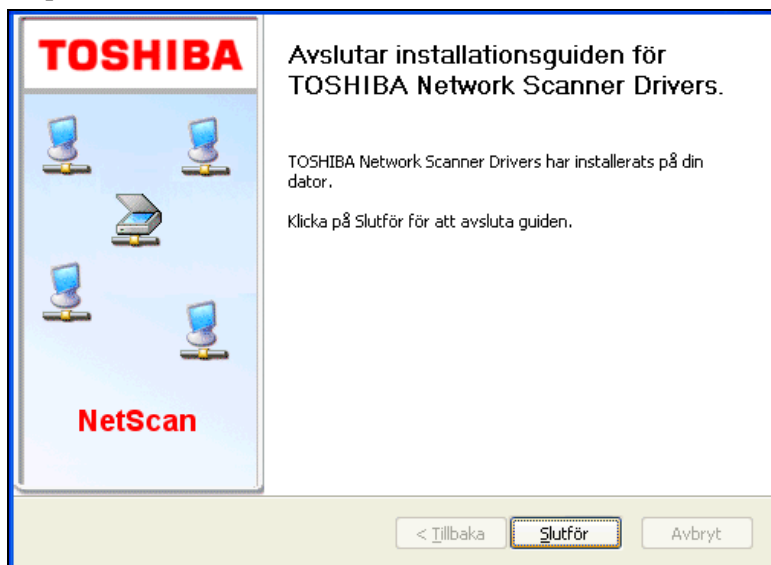 TOSHIBA
NetScan
Avslutar installationsguiden för
TOSHIBA Network Scanner Drivers.
TOSHIBA Network Scanner Drivers har installerats på din
dator.
Klicka på Slutför för att avsluta guiden.
< Tillbaka
Slutför
Avbryt